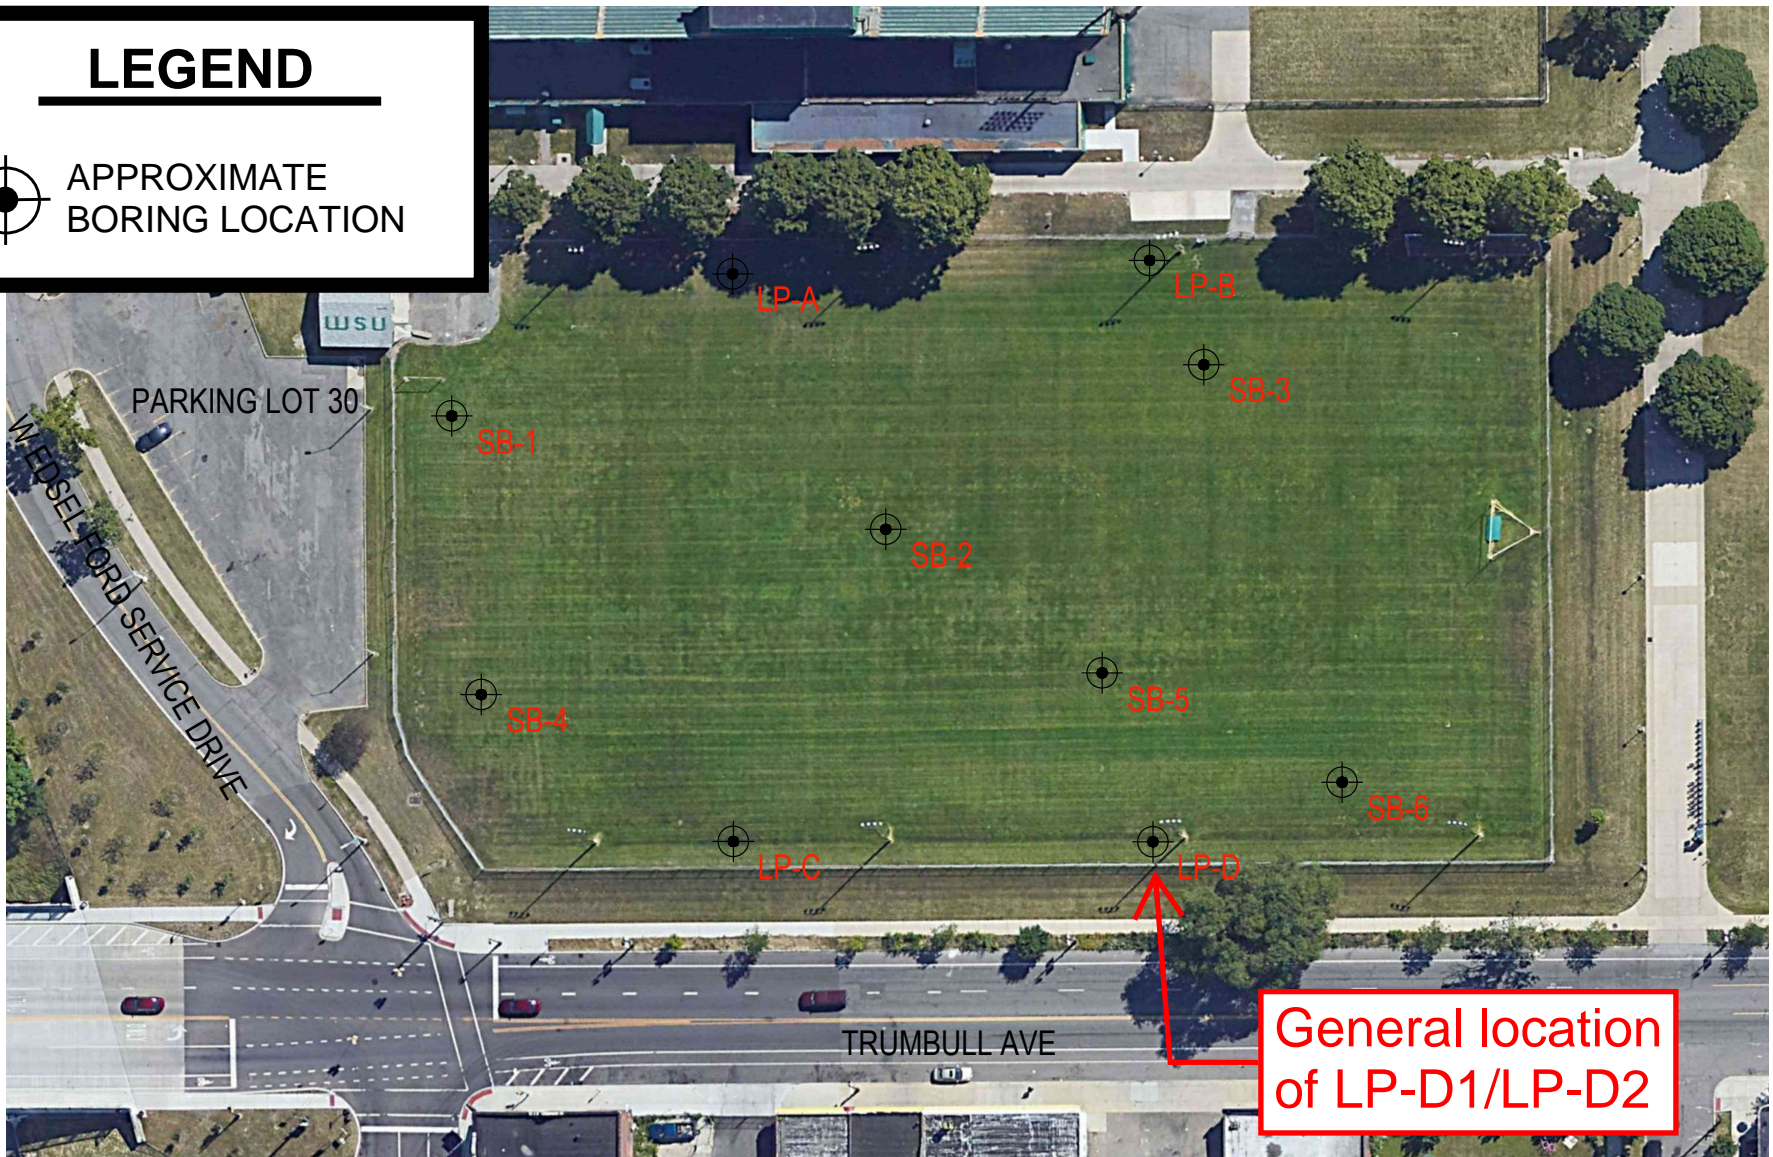 LEGEND
APPROXIMATE
BORING LOCATION
WSU
LP-A
LP-B
SB-3
PARKING LOT 30
SB-1
W EDSEL FORD SERVICE DRIVE
SB-2
SB-4
SB-5
SB-6
LP-C
LP-D
TRUMBULL AVE
General location
of LP-D1/LP-D2